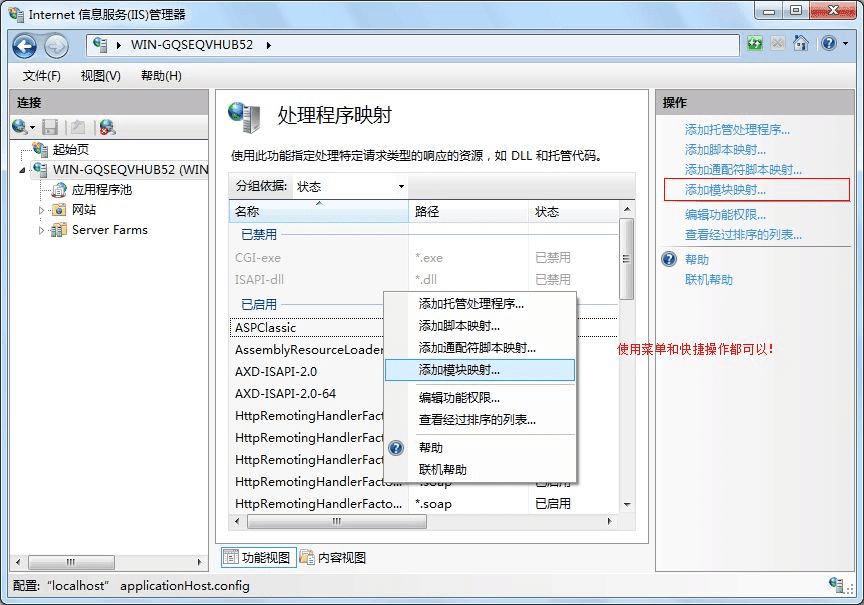 Internet 信息服务(IIS)管理器
WIN-GQSEQVHUB52
文件(F) 视图(V) 帮助(H)
连接
起始页
WIN-GQSEQVHUB52 (WIN
应用程序池
网站
Server Farms
处理程序映射
使用此功能指定处理特定请求类型的响应的资源，如 DLL 和托管代码。
分组依据: 状态
名称 路径 状态
已禁用
CGI-exe *.exe 已禁用
ISAPI-dll *.dll 已禁用
已启用
ASPClassic
AssemblyResourceLoader
AXD-ISAPI-2.0
AXD-ISAPI-2.0-64
HttpRemotingHandlerFact
HttpRemotingHandlerFact
HttpRemotingHandlerFact
HttpRemotingHandlerFacto... *.soap 已启用
HttpRemotingHandlerFacto... *.soap 已启用
添加托管处理程序...
添加脚本映射...
添加通配符脚本映射...
添加模块映射...
编辑功能权限...
查看经过排序的列表...
帮助
联机帮助
功能视图 内容视图
操作
添加托管处理程序...
添加脚本映射...
添加通配符脚本映射...
添加模块映射...
编辑功能权限...
查看经过排序的列表...
帮助
联机帮助
使用菜单和快捷操作都可以！
配置: "localhost" applicationHost.config